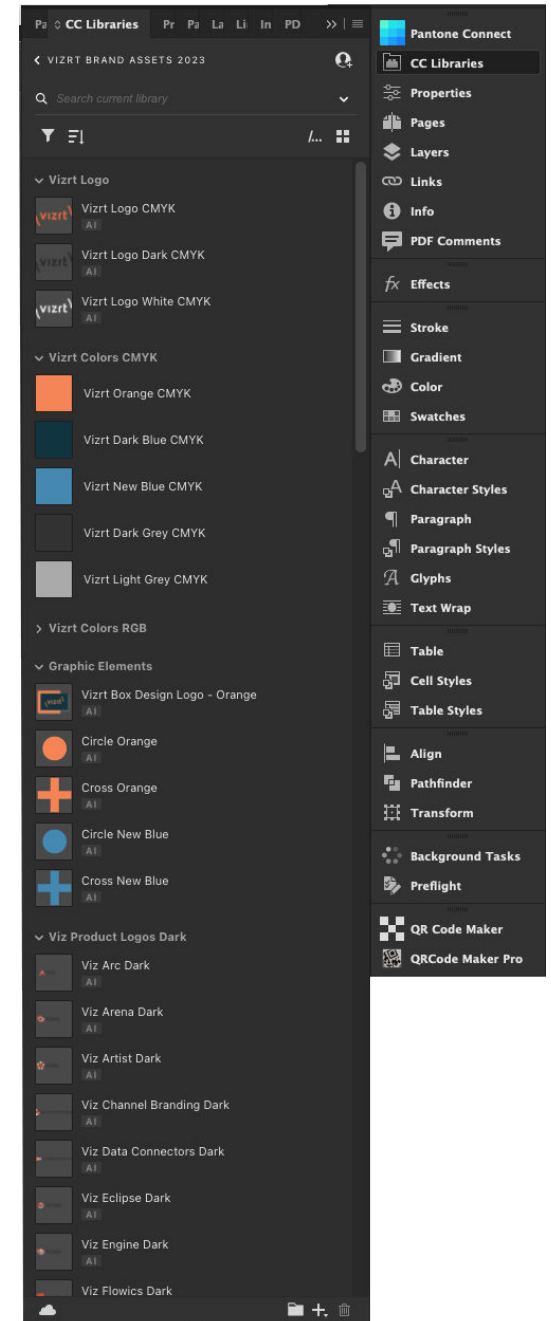 Pa CC Libraries Pr Pa La Li In PD
VIZRT BRAND ASSETS 2023
Search current library
/...
Vizrt Logo
vizrt
Vizrt Logo CMYK
AI
vizrt
Vizrt Logo Dark CMYK
AI
vizrt
Vizrt Logo White CMYK
AI
Vizrt Colors CMYK
Vizrt Orange CMYK
Vizrt Dark Blue CMYK
Vizrt New Blue CMYK
Vizrt Dark Grey CMYK
Vizrt Light Grey CMYK
Vizrt Colors RGB
Graphic Elements
vizrt
Vizrt Box Design Logo - Orange
AI
Circle Orange
AI
Cross Orange
AI
Circle New Blue
AI
Cross New Blue
AI
Viz Product Logos Dark
Viz Arc Dark
AI
Viz Arena Dark
AI
Viz Artist Dark
AI
Viz Channel Branding Dark
AI
Viz Data Connectors Dark
AI
Viz Eclipse Dark
AI
Viz Engine Dark
AI
Viz Flowics Dark
Pantone Connect
CC Libraries
Properties
Pages
Layers
Links
Info
PDF Comments
fx Effects
Stroke
Gradient
Color
Swatches
A Character
A Character Styles
Paragraph
Paragraph Styles
A Glyphs
Text Wrap
Table
Cell Styles
Table Styles
Align
Pathfinder
Transform
Background Tasks
Preflight
QR Code Maker
QRCode Maker Pro